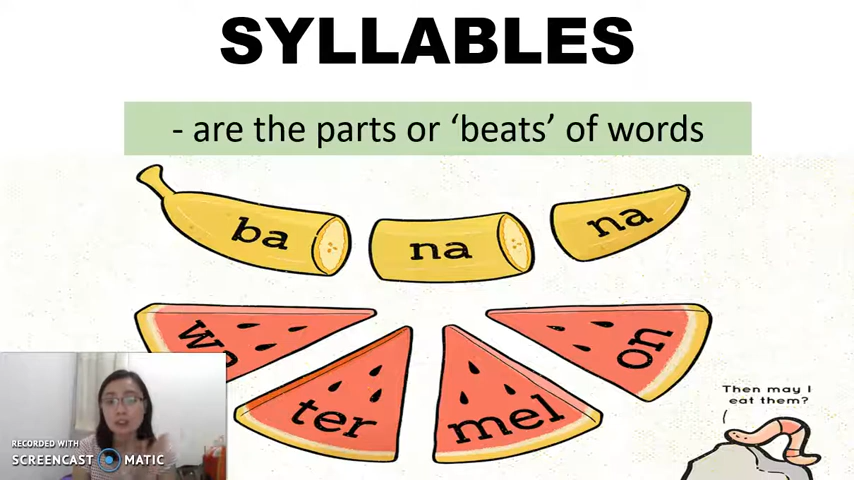 SYLLABLES
- are the parts or ‘beats’ of words
ba na na
ter mel on
Then may I
eat them?
RECORDED WITH
SCREENCAST MATIC